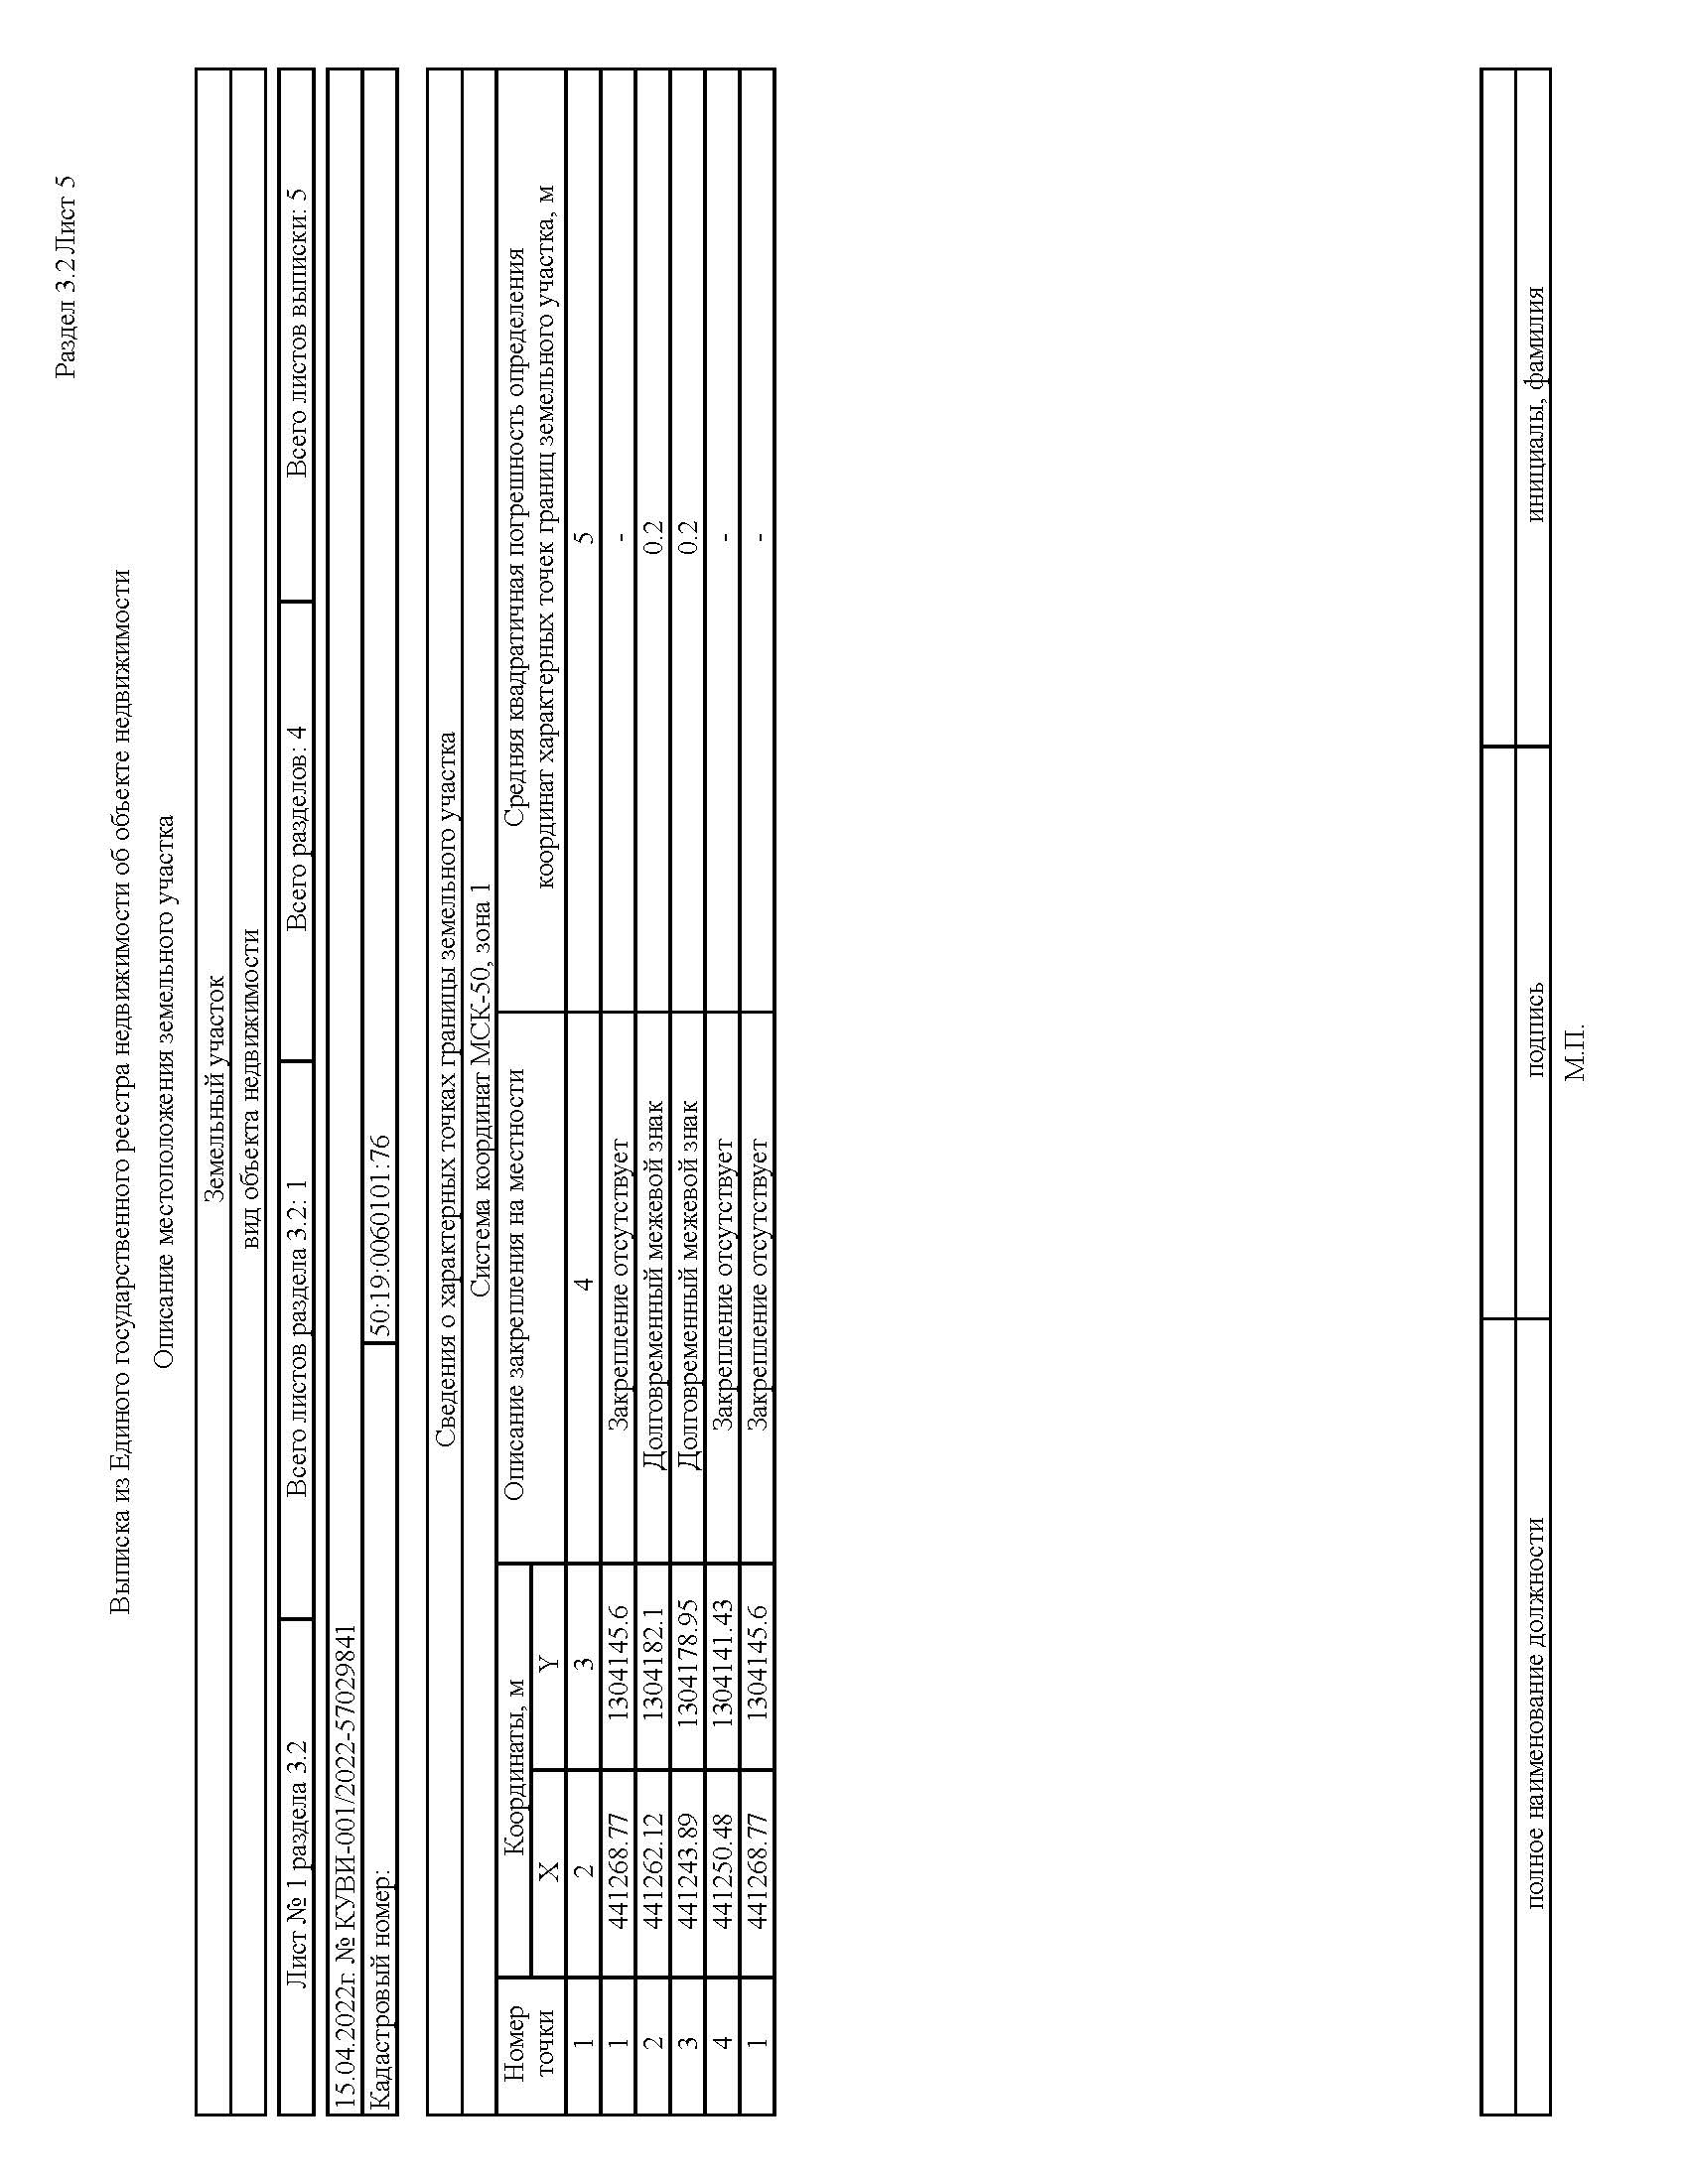 Раздел 3.2 Лист 5
Выписка из Единого государственного реестра недвижимости об объекте недвижимости
Описание местоположения земельного участка
Земельный участок
вид объекта недвижимости
Лист № 1 раздела 3.2 Всего листов раздела 3.2: 1 Всего разделов: 4 Всего листов выписки: 5
15.04.2022г. № КУВИ-001/2022-57029841
Кадастровый номер: 50:19:0060101:76
Сведения о характерных точках границы земельного участка
Система координат МСК-50, зона 1
Номер точки Координаты, м Описание закрепления на местности Средняя квадратичная погрешность определения
координат характерных точек границ земельного участка, м
X Y
1 2 3 4 5
1 441268.77 1304145.6 Закрепление отсутствует -
2 441262.12 1304182.1 Долговременный межевой знак 0.2
3 441243.89 1304178.95 Долговременный межевой знак 0.2
4 441250.48 1304141.43 Закрепление отсутствует -
1 441268.77 1304145.6 Закрепление отсутствует -
полное наименование должности подпись инициалы, фамилия
М.П.